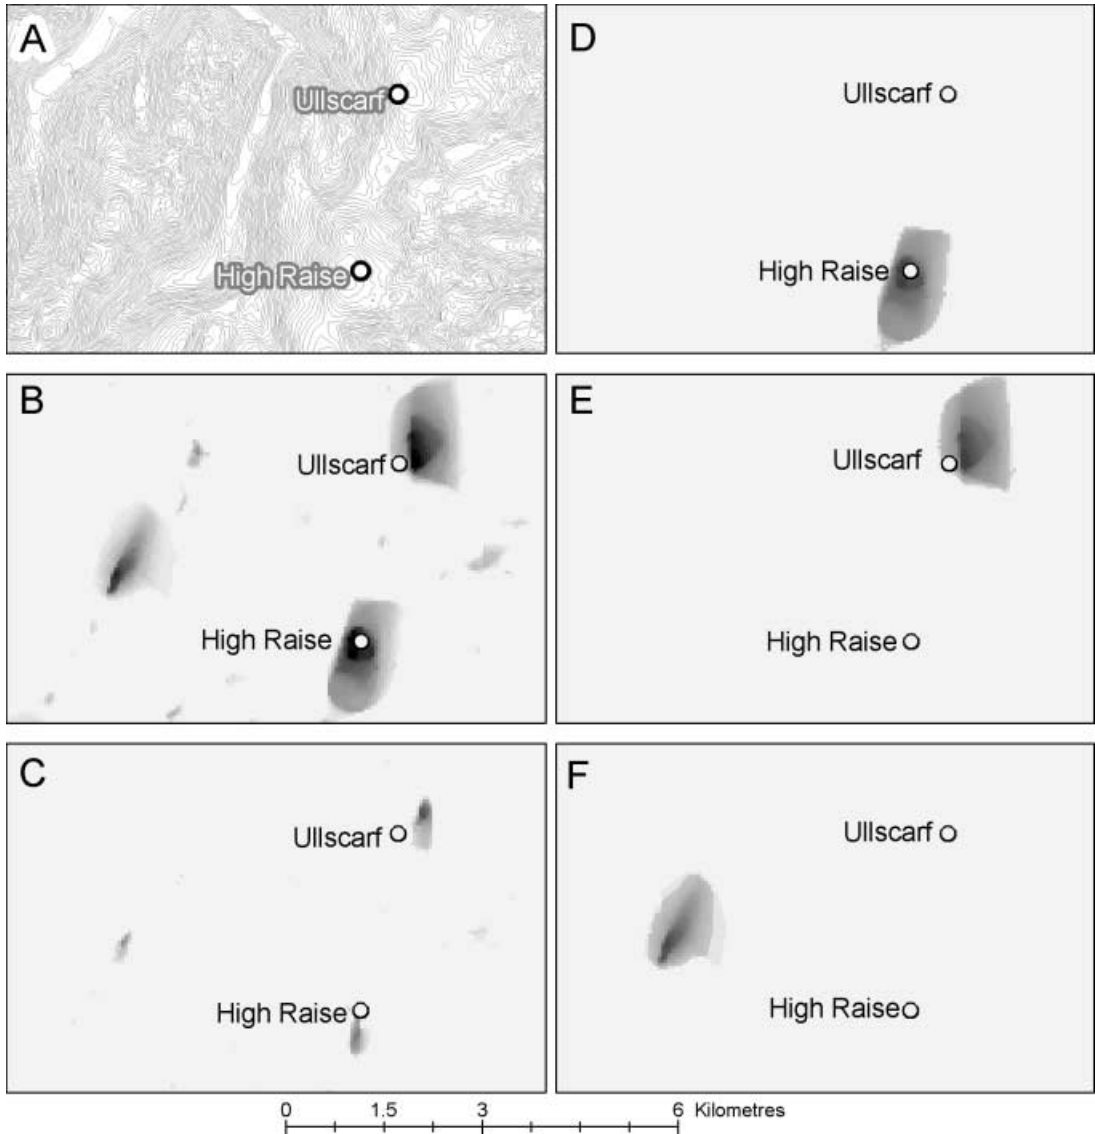 A
Ullscarf
High Raise
D
Ullscarf
High Raise
B
Ullscarf
High Raise
E
Ullscarf
High Raise
C
Ullscarf
High Raise
F
Ullscarf
High Raise
0 1.5 3 6 Kilometres